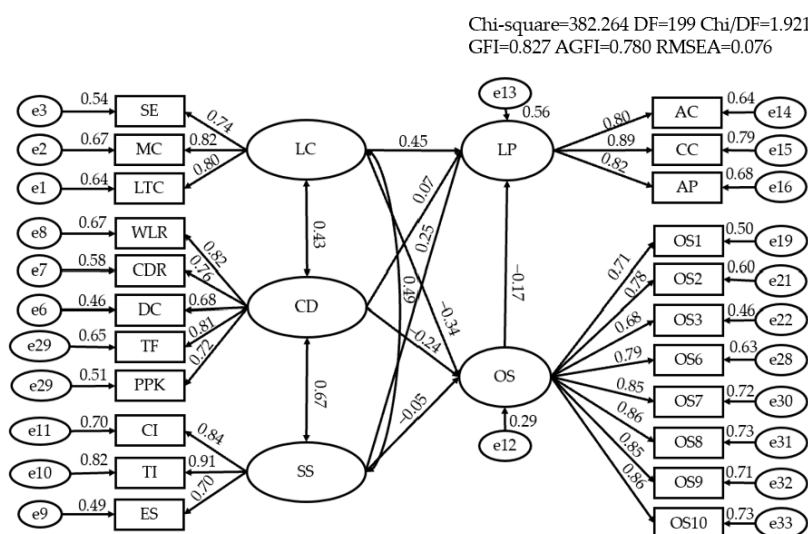 Chi-square=382.264 DF=199 Chi/DF=1.921
GFI=0.827 AGFI=0.780 RMSEA=0.076
e3 0.54 SE 0.74
e2 0.67 MC 0.82
e1 0.64 LTC 0.80
LC
e8 0.67 WLR 0.82
e7 0.58 CDR 0.76
e6 0.46 DC 0.68
e29 0.65 TF 0.81
e29 0.51 PPK 0.72
CD
e11 0.70 CI 0.84
e10 0.82 TI 0.91
e9 0.49 ES 0.70
SS
0.43
0.67
0.49
0.45
0.07
0.25
−0.34
−0.24
−0.05
−0.17
e13
0.56
LP
OS
0.29
e12
0.80 AC 0.64 e14
0.89 CC 0.79 e15
0.82 AP 0.68 e16
0.71 OS1 0.50 e19
0.78 OS2 0.60 e21
0.68 OS3 0.46 e22
0.79 OS6 0.63 e28
0.85 OS7 0.72 e30
0.86 OS8 0.73 e31
0.85 OS9 0.71 e32
0.86 OS10 0.73 e33